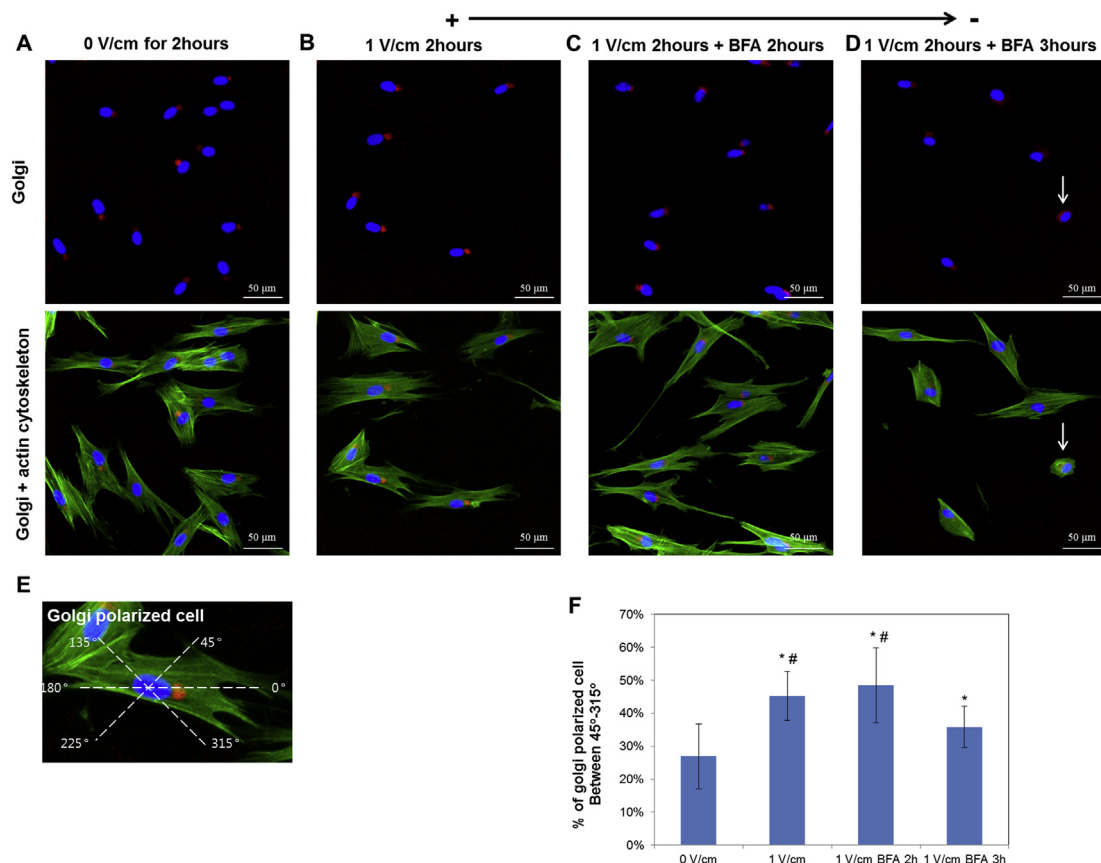 + -
A 0 V/cm for 2hours B 1 V/cm 2hours C 1 V/cm 2hours + BFA 2hours D 1 V/cm 2hours + BFA 3hours
Golgi
50 μm 50 μm 50 μm 50 μm
Golgi + actin cytoskeleton
50 μm 50 μm 50 μm 50 μm
E
Golgi polarized cell
135° 45°
180° 0°
225° 315°
F
% of golgi polarized cell
Between 45°-315°
70%
60%
50%
40%
30%
20%
10%
0%
* # * # *
0 V/cm 1 V/cm 1 V/cm BFA 2h 1 V/cm BFA 3h